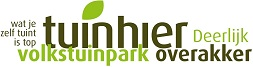 wat je
zelf tuint
is top
tuinhier Deerlijk
volkstuinpark overakker